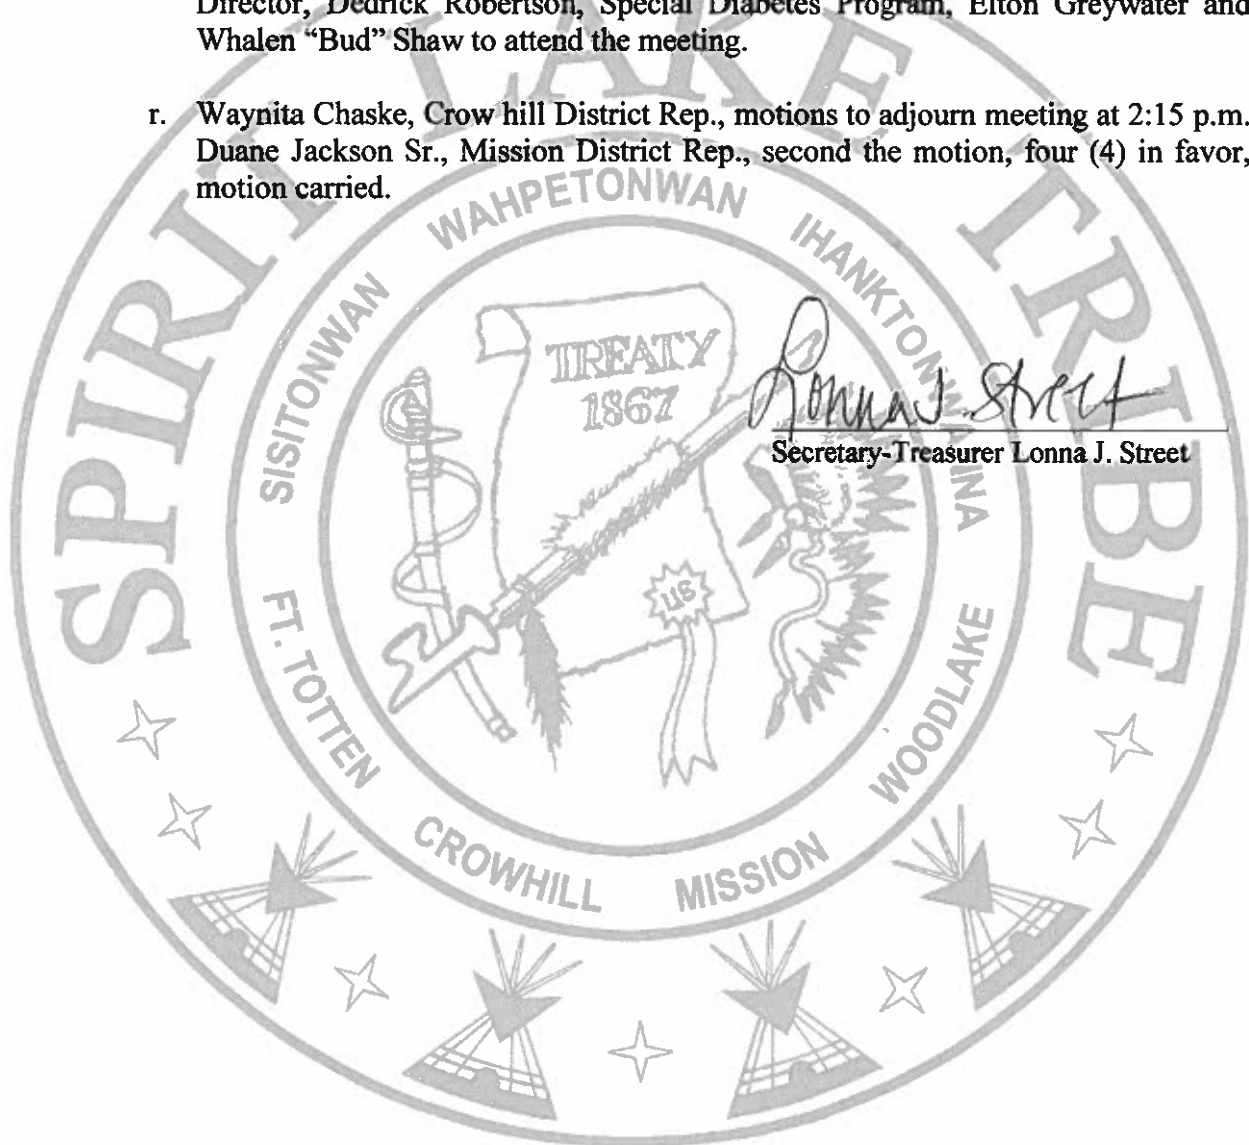 Director, Dedrick Robertson, Special Diabetes Program, Elton Greywater and
Whalen “Bud” Shaw to attend the meeting.
r. Waynita Chaske, Crow hill District Rep., motions to adjourn meeting at 2:15 p.m.
Duane Jackson Sr., Mission District Rep., second the motion, four (4) in favor,
motion carried.
SPIRIT LAKE TRIBE
SISITONWAN WAHPETONWAN IHANKTONWAINA
TREATY
1867
Lonna J. Street
Secretary-Treasurer Lonna J. Street
US
FT. TOTTEN CROWHILL MISSION WOODLAKE